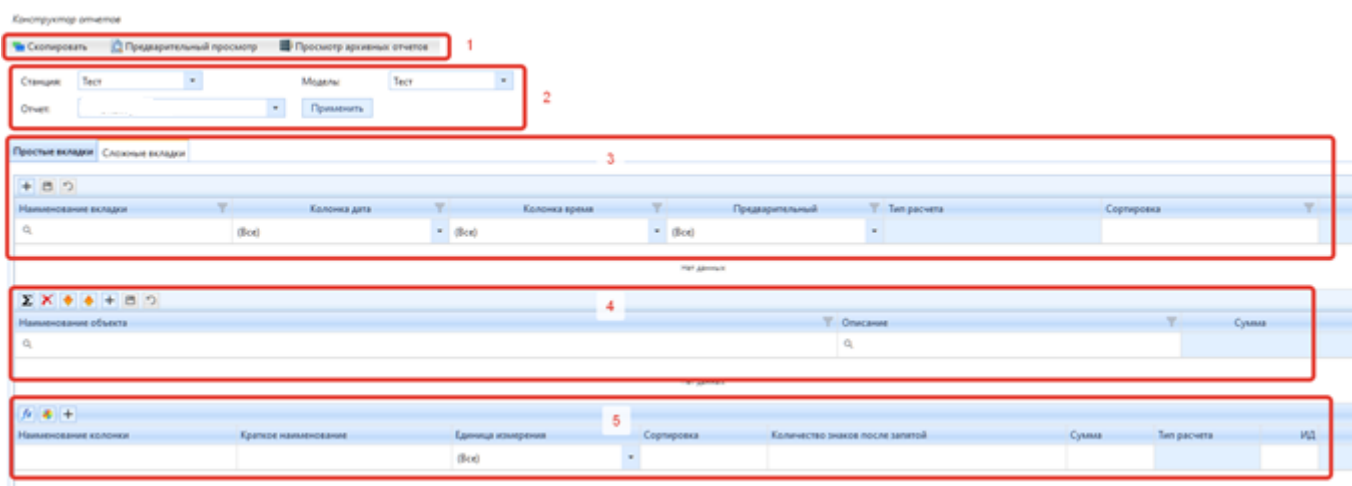 Конструктор отчетов
Скопировать Предварительный просмотр Просмотр архивных отчетов 1
Станция: Тест Модель: Тест
2
Отчет: Применить
Простые вкладки Сложные вкладки 3
Наименование вкладки Колонка дата Колонка время Предварительный Тип расчета Сортировка
(Все) (Все) (Все)
Нет данных
4
Наименование объекта Описание Сумма
Нет данных
5
Наименование колонки Краткое наименование Единица измерения Сортировка Количество знаков после запятой Сумма Тип расчета ИД
(Все)